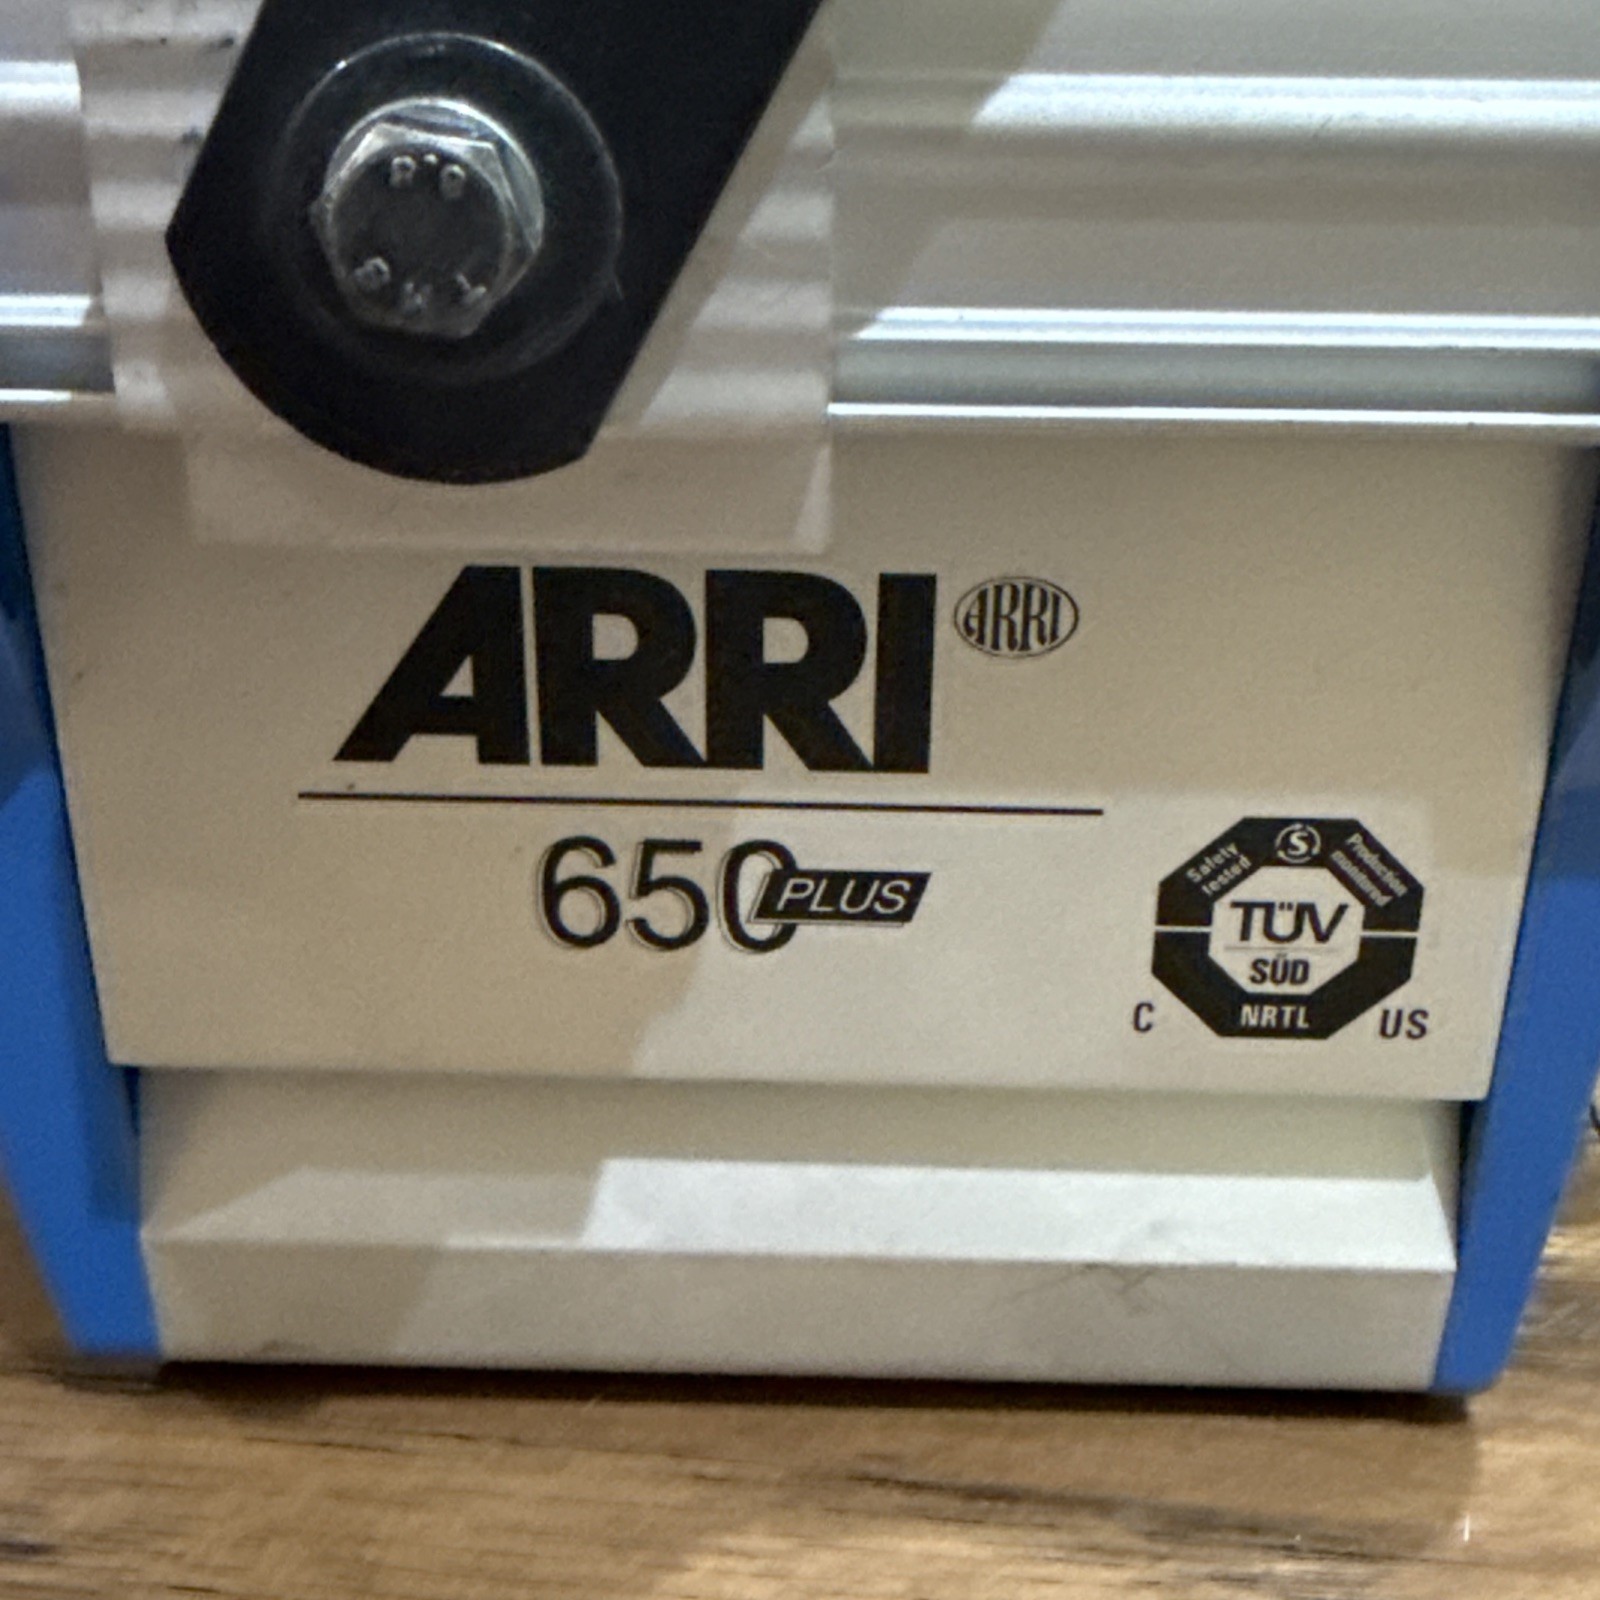 ARRI ARRI
650 PLUS
Safety tested
S
Production monitored
TÜV
SÜD
NRTL
C US